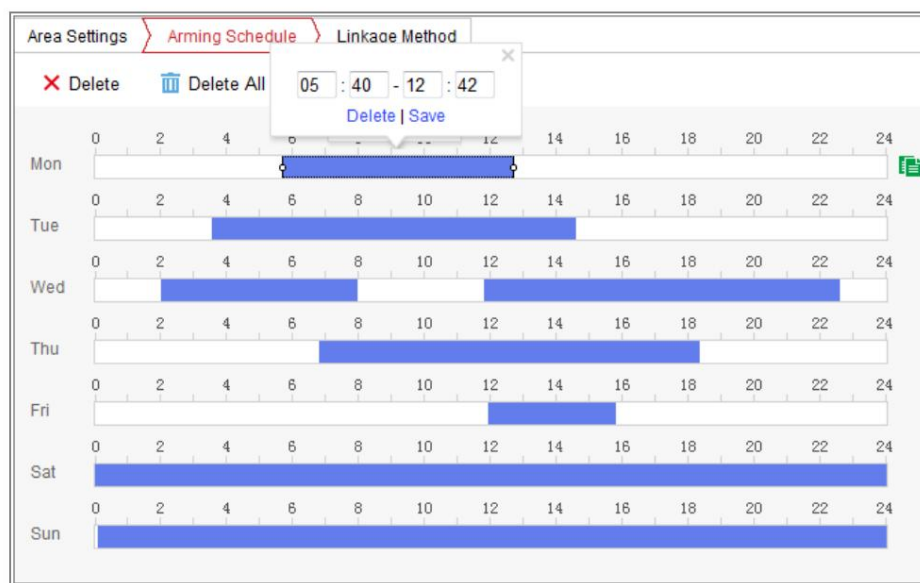 Area Settings Arming Schedule Linkage Method
Delete Delete All
05 : 40 - 12 : 42
Delete | Save
0 2 4 6 8 10 12 14 16 18 20 22 24
Mon
0 2 4 6 8 10 12 14 16 18 20 22 24
Tue
0 2 4 6 8 10 12 14 16 18 20 22 24
Wed
0 2 4 6 8 10 12 14 16 18 20 22 24
Thu
0 2 4 6 8 10 12 14 16 18 20 22 24
Fri
0 2 4 6 8 10 12 14 16 18 20 22 24
Sat
0 2 4 6 8 10 12 14 16 18 20 22 24
Sun